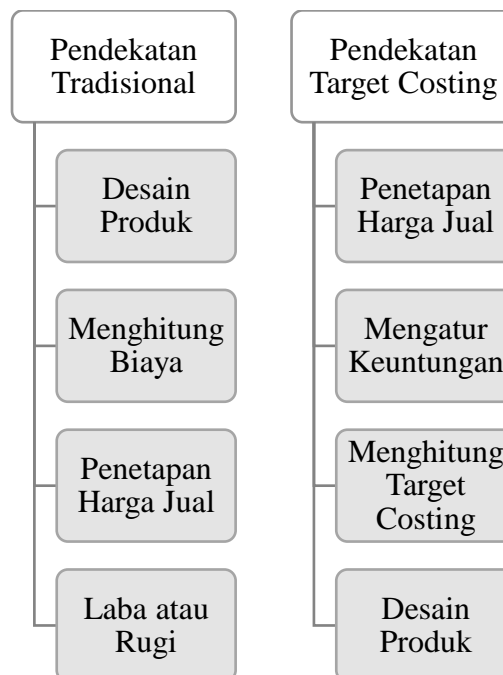 Pendekatan
Tradisional
Desain
Produk
Menghitung
Biaya
Penetapan
Harga Jual
Laba atau
Rugi
Pendekatan
Target Costing
Penetapan
Harga Jual
Mengatur
Keuntungan
Menghitung
Target
Costing
Desain
Produk